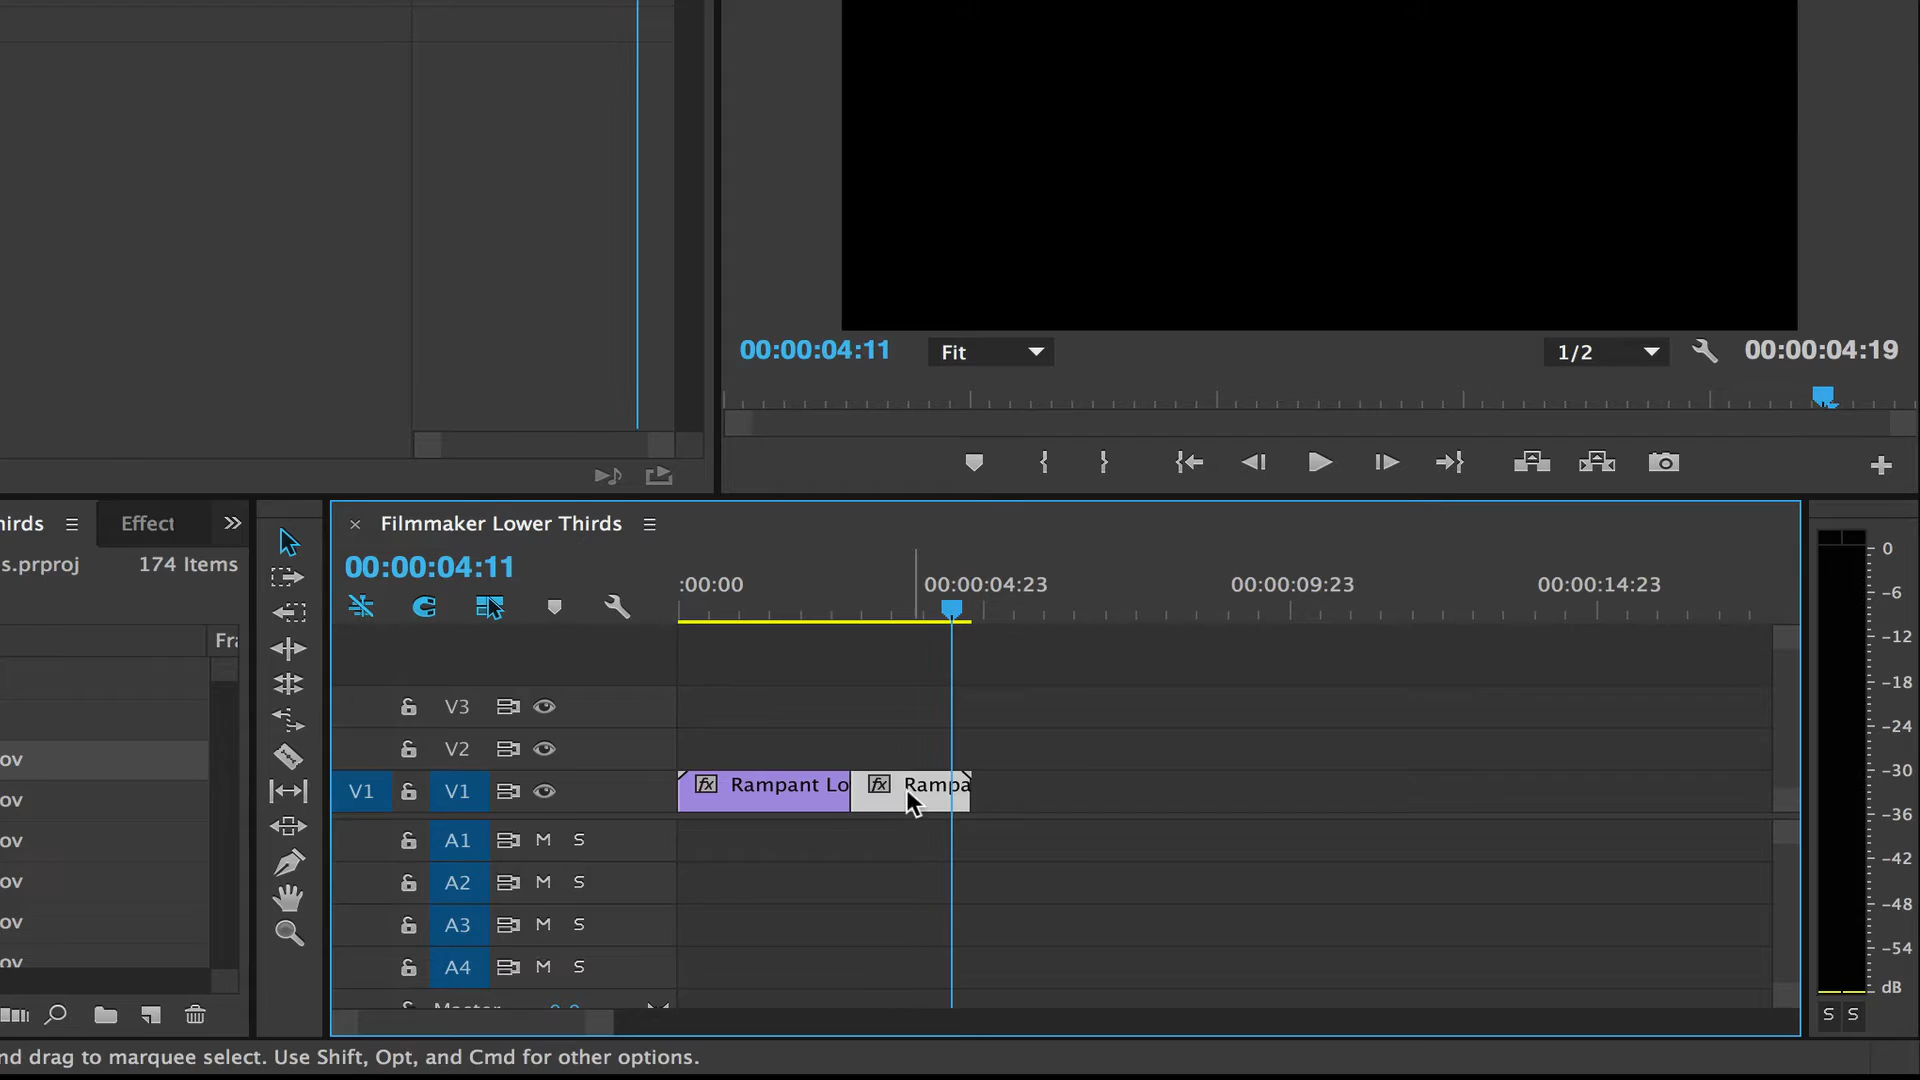 00:00:04:11 Fit 1/2 00:00:04:19
hirds Effect
Filmmaker Lower Thirds
s.prproj 174 Items
00:00:04:11
:00:00 00:00:04:23 00:00:09:23 00:00:14:23
V3
V2
fx Rampant Lo fx Rampa
V1 V1
A1 M S
A2 M S
A3 M S
A4 M S
ov
ov
ov
ov
ov
ov
0
-6
-12
-18
-24
-30
-36
-42
-48
-54
dB
S S
nd drag to marquee select. Use Shift, Opt, and Cmd for other options.